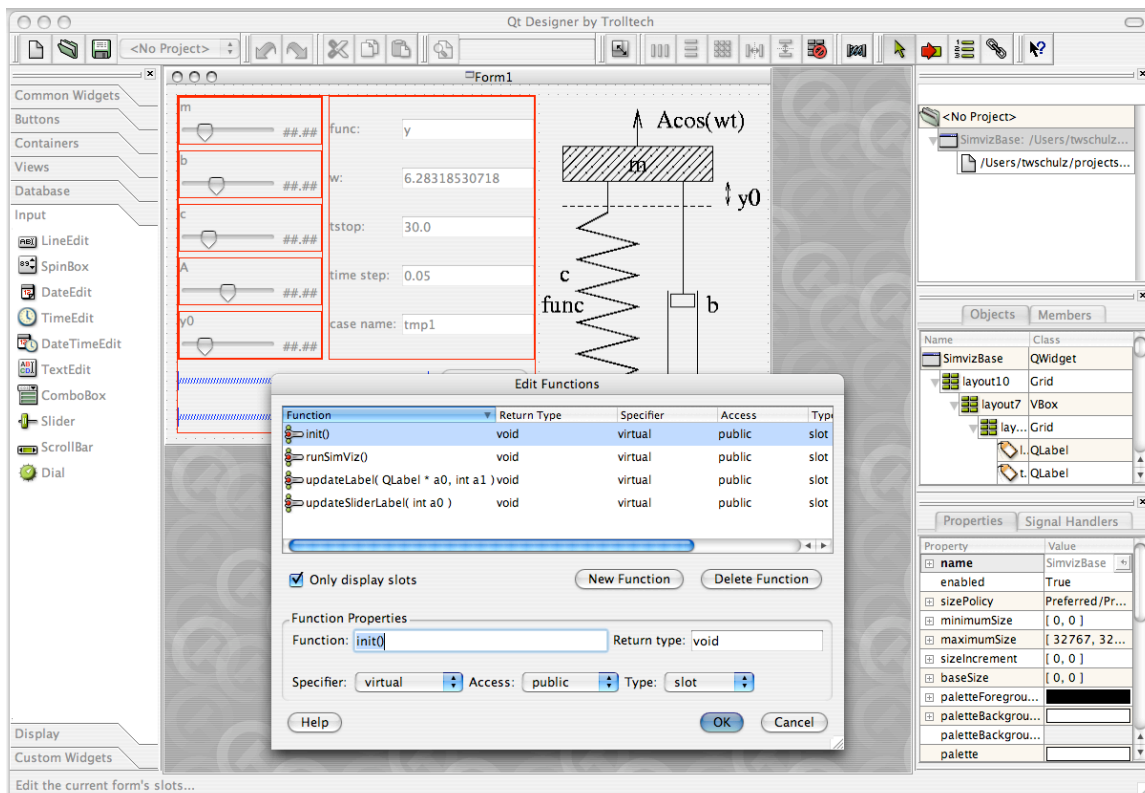 Qt Designer by Trolltech
<No Project>
Form1
Common Widgets
Buttons
Containers
Views
Database
Input
LineEdit
SpinBox
DateEdit
TimeEdit
DateTimeEdit
TextEdit
ComboBox
Slider
ScrollBar
Dial
Display
Custom Widgets
m
##.##
b
##.##
c
##.##
A
##.##
y0
##.##
func: y
w: 6.28318530718
tstop: 30.0
time step: 0.05
case name: tmp1
Acos(wt)
m
y0
c
func
b
Edit Functions
Function Return Type Specifier Access Type
init() void virtual public slot
runSimViz() void virtual public slot
updateLabel( QLabel * a0, int a1 ) void virtual public slot
updateSliderLabel( int a0 ) void virtual public slot
Only display slots New Function Delete Function
Function Properties
Function: init() Return type: void
Specifier: virtual Access: public Type: slot
Help OK Cancel
<No Project>
SimvizBase: /Users/twschulz...
/Users/twschulz/projects...
Objects Members
Name Class
SimvizBase QWidget
layout10 Grid
layout7 VBox
lay... Grid
l... QLabel
t... QLabel
Properties Signal Handlers
Property Value
name SimvizBase
enabled True
sizePolicy Preferred/Pr...
minimumSize [ 0, 0 ]
maximumSize [ 32767, 32...
sizeIncrement [ 0, 0 ]
baseSize [ 0, 0 ]
paletteForegrou...
paletteBackgrou...
paletteBackgrou...
palette
Edit the current form's slots...